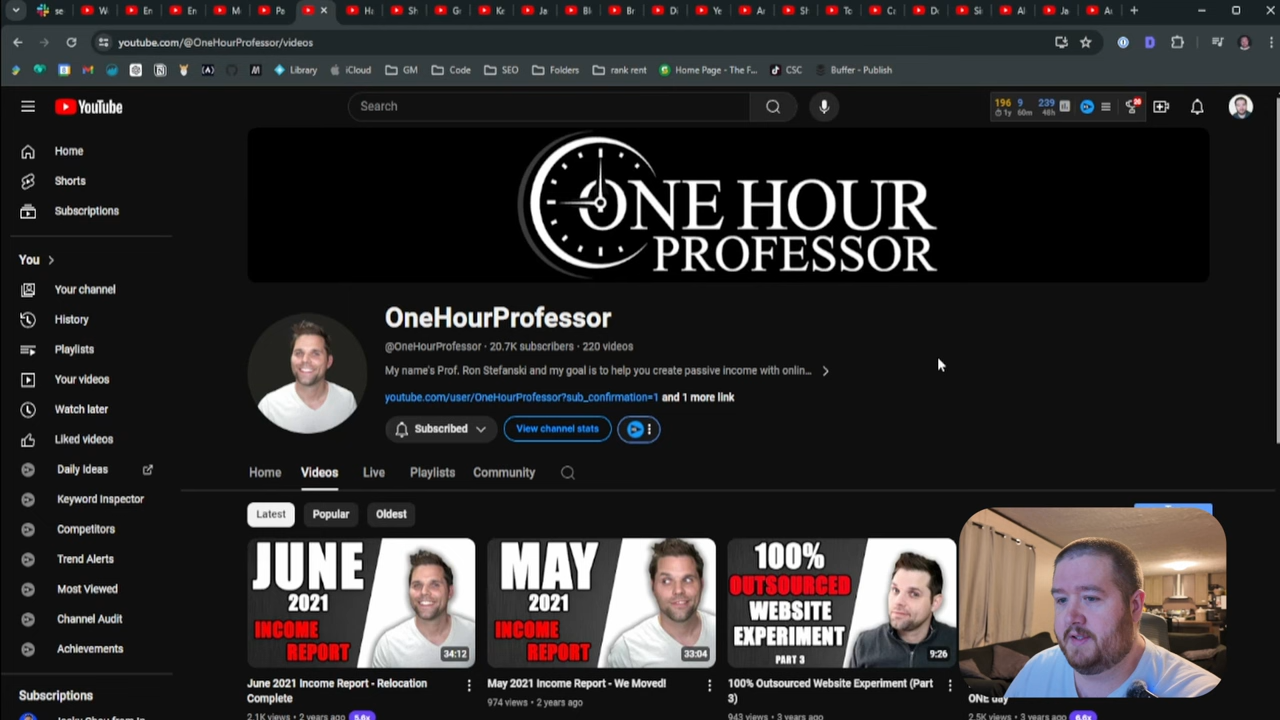 youtube.com/@OneHourProfessor/videos
Library
iCloud
GM
Code
SEO
Folders
rank rent
Home Page - The F...
CSC
Buffer - Publish
YouTube
Search
196 9 239
1y 60m 48h
Home
Shorts
Subscriptions
You
Your channel
History
Playlists
Your videos
Watch later
Liked videos
Daily Ideas
Keyword Inspector
Competitors
Trend Alerts
Most Viewed
Channel Audit
Achievements
Subscriptions
ONE HOUR
PROFESSOR
OneHourProfessor
@OneHourProfessor · 20.7K subscribers · 220 videos
My name's Prof. Ron Stefanski and my goal is to help you create passive income with onlin...
youtube.com/user/OneHourProfessor?sub_confirmation=1 and 1 more link
Subscribed
View channel stats
Home Videos Live Playlists Community
Latest Popular Oldest
JUNE
2021
INCOME
REPORT
34:12
June 2021 Income Report - Relocation
Complete
2.1K views · 2 years ago
MAY
2021
INCOME
REPORT
33:04
May 2021 Income Report - We Moved!
974 views · 2 years ago
100%
OUTSOURCED
WEBSITE
EXPERIMENT
PART 3
9:26
100% Outsourced Website Experiment (Part
3)
943 views · 3 years ago
ONE day
2.5K views · 3 years ago